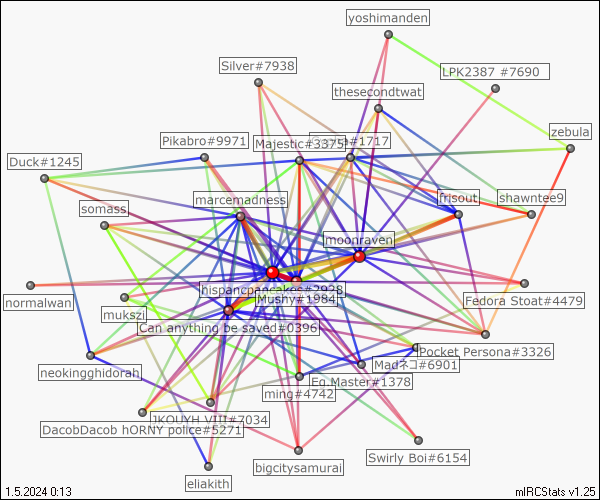 yoshimanden
Silver#7938
LPK2387 #7690
thesecondtwat
zebula
Pikabro#9971
Majestic#3375
#1717
Duck#1245
marcemadness
frisout
shawntee9
somass
moonraven
hispancpancakes#2928
Mushy#1984
normalwan
mukszi
Fedora Stoat#4479
Can anything be saved#0396
Pocket Persona#3326
Madネコ#6901
neokingghidorah
Eg.Master#1378
ming#4742
JKOUYH VIII#7034
DacobDacob hORNY police#5271
Swirly Boi#6154
bigcitysamurai
eliakith
1.5.2024 0:13
mIRCStats v1.25